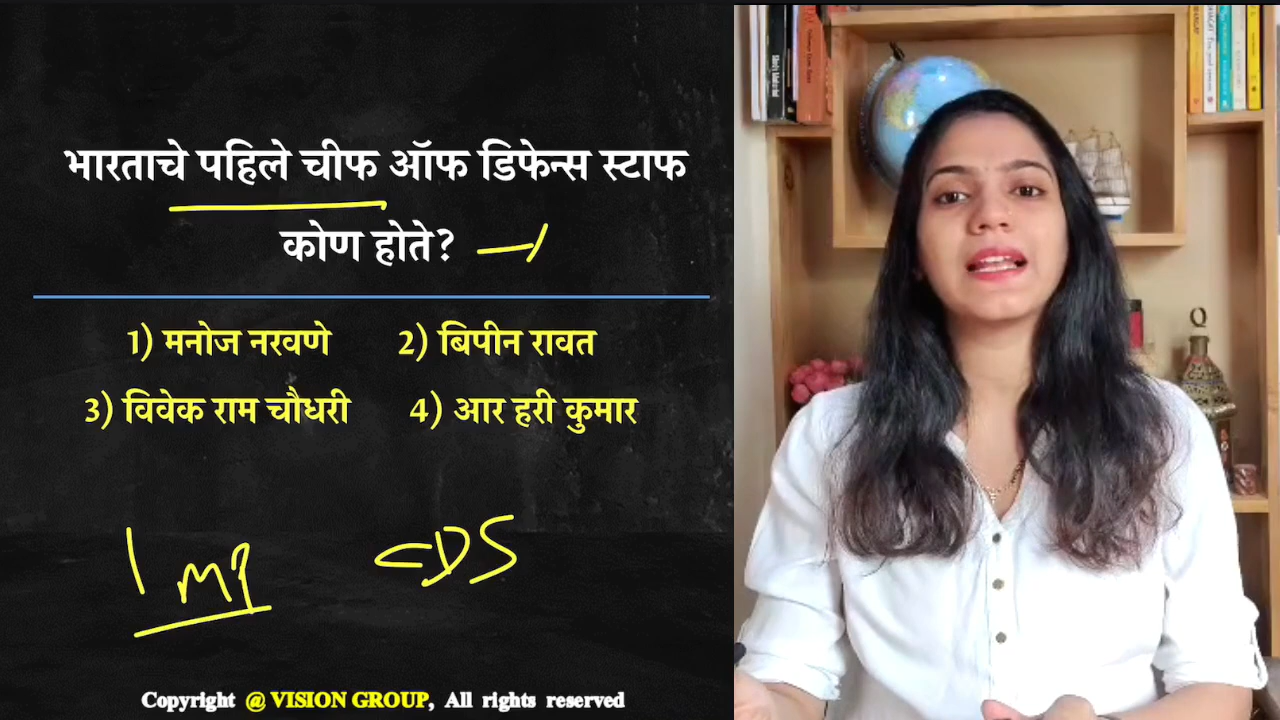 भारताचे पहिले चीफ ऑफ डिफेन्स स्टाफ
कोण होते?
1) मनोज नरवणे 2) बिपीन रावत
3) विवेक राम चौधरी 4) आर हरी कुमार
Imp CDS
Copyright @ VISION GROUP, All rights reserved